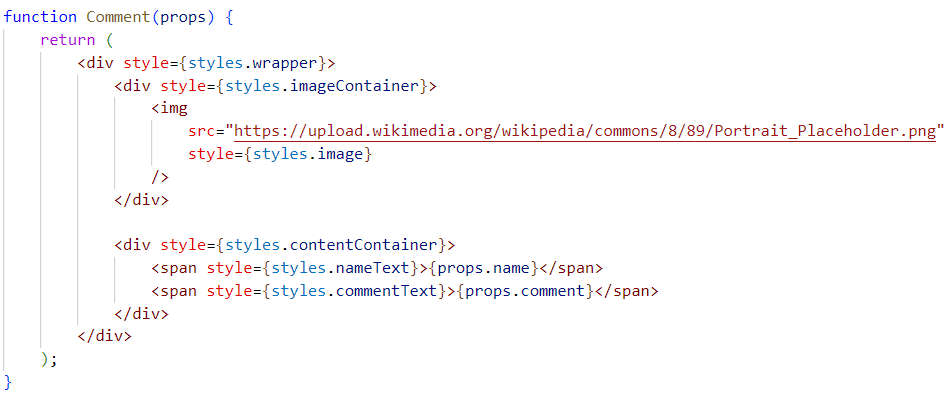 function Comment(props) {
    return (
        <div style={styles.wrapper}>
            <div style={styles.imageContainer}>
                <img
                    src="https://upload.wikimedia.org/wikipedia/commons/8/89/Portrait_Placeholder.png"
                    style={styles.image}
                />
            </div>

            <div style={styles.contentContainer}>
                <span style={styles.nameText}>{props.name}</span>
                <span style={styles.commentText}>{props.comment}</span>
            </div>
        </div>
    );
}